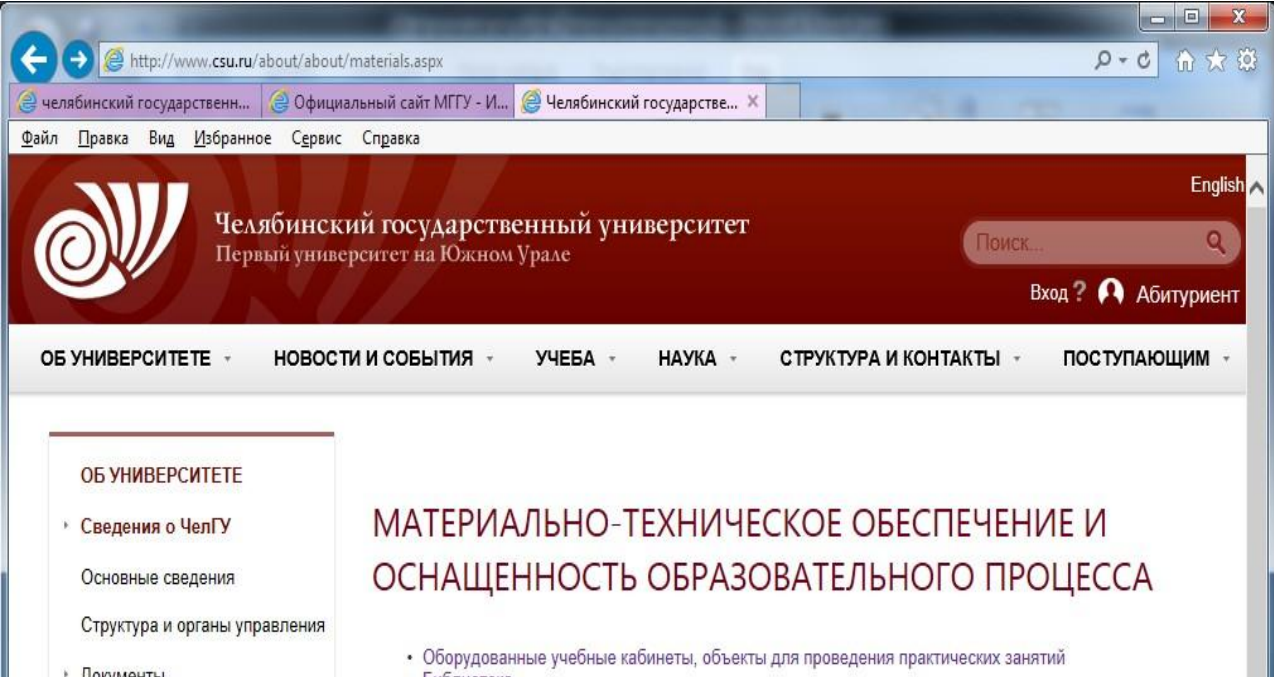 http://www.csu.ru/about/about/materials.aspx
челябинский государственн...
Официальный сайт МГГУ - И...
Челябинский государстве...
Файл Правка Вид Избранное Сервис Справка
English
Челябинский государственный университет
Первый университет на Южном Урале
Поиск...
Вход ? Абитуриент
ОБ УНИВЕРСИТЕТЕ НОВОСТИ И СОБЫТИЯ УЧЕБА НАУКА СТРУКТУРА И КОНТАКТЫ ПОСТУПАЮЩИМ
ОБ УНИВЕРСИТЕТЕ
Сведения о ЧелГУ
Основные сведения
Структура и органы управления
Документы
МАТЕРИАЛЬНО-ТЕХНИЧЕСКОЕ ОБЕСПЕЧЕНИЕ И
ОСНАЩЕННОСТЬ ОБРАЗОВАТЕЛЬНОГО ПРОЦЕССА
• Оборудованные учебные кабинеты, объекты для проведения практических занятий